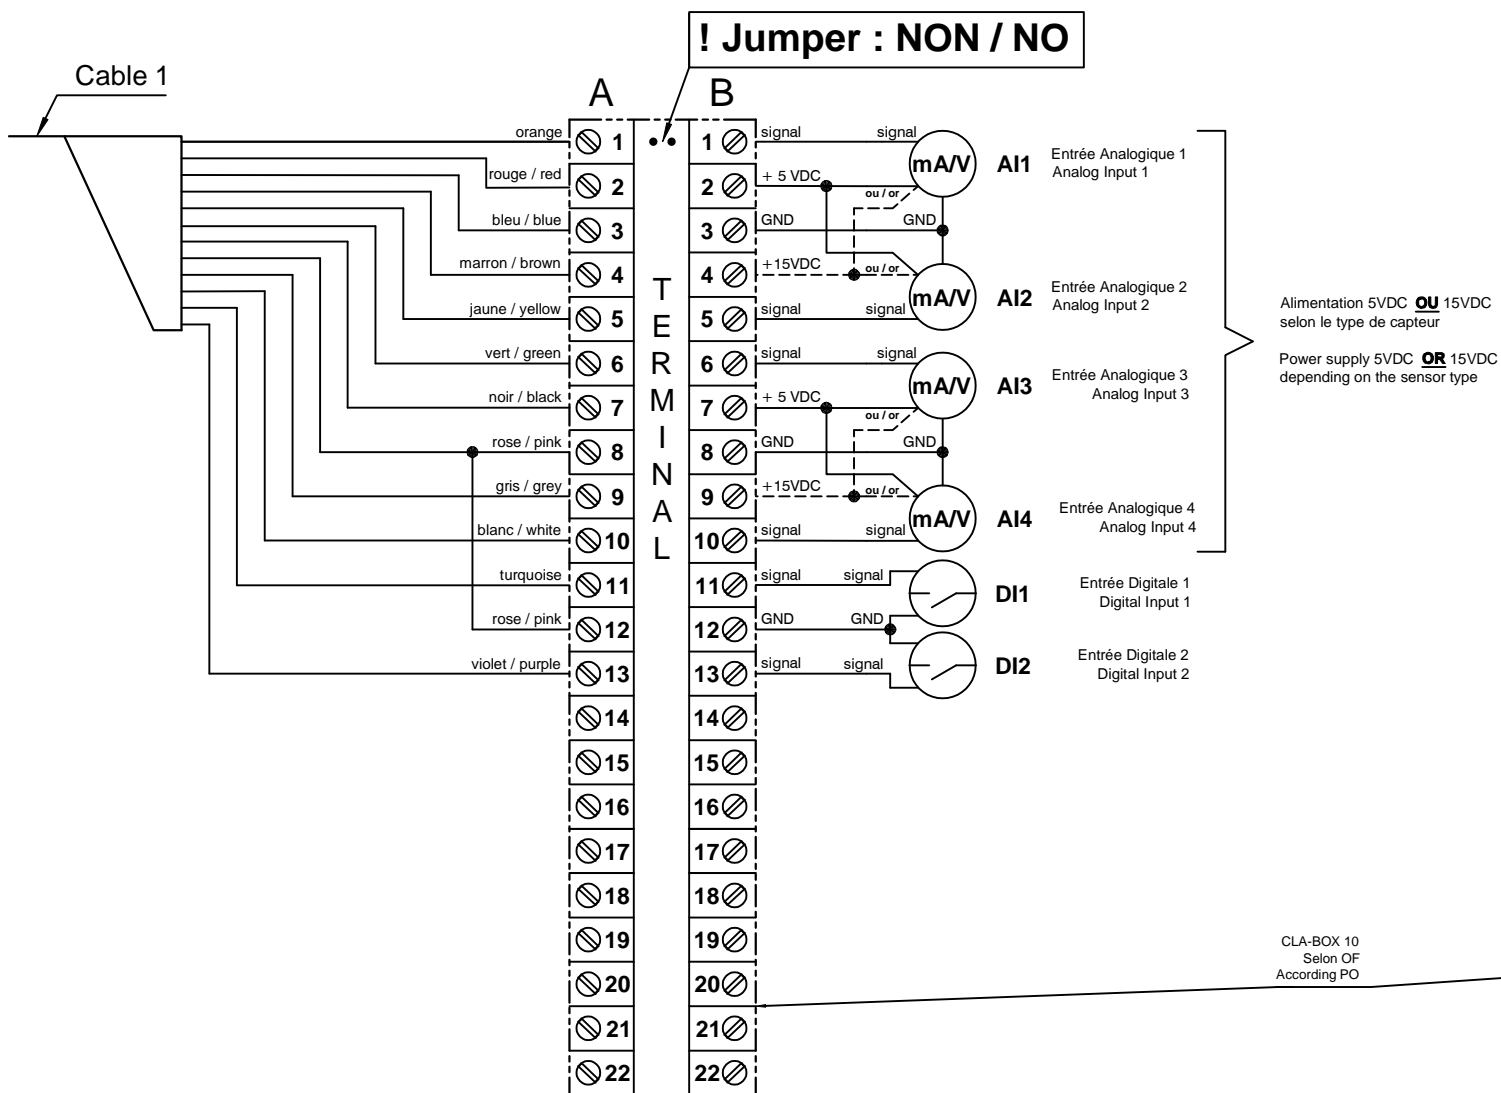 ! Jumper : NON / NO
Cable 1
A
B
orange
1
1
signal
signal
mA/V
AI1
Entrée Analogique 1
Analog Input 1
rouge / red
2
2
+ 5 VDC
ou / or
bleu / blue
3
3
GND
GND
marron / brown
4
4
+15VDC
ou / or
mA/V
AI2
Entrée Analogique 2
Analog Input 2
jaune / yellow
5
5
signal
signal
vert / green
6
6
signal
signal
mA/V
AI3
Entrée Analogique 3
Analog Input 3
noir / black
7
7
+ 5 VDC
ou / or
rose / pink
8
8
GND
GND
gris / grey
9
9
+15VDC
ou / or
mA/V
AI4
Entrée Analogique 4
Analog Input 4
blanc / white
10
10
signal
signal
turquoise
11
11
signal
signal
DI1
Entrée Digitale 1
Digital Input 1
rose / pink
12
12
GND
GND
violet / purple
13
13
signal
signal
DI2
Entrée Digitale 2
Digital Input 2
14
14
15
15
16
16
17
17
18
18
19
19
20
20
21
21
22
22
TERMINAL
Alimentation 5VDC OU 15VDC
selon le type de capteur
Power supply 5VDC OR 15VDC
depending on the sensor type
CLA-BOX 10
Selon OF
According PO